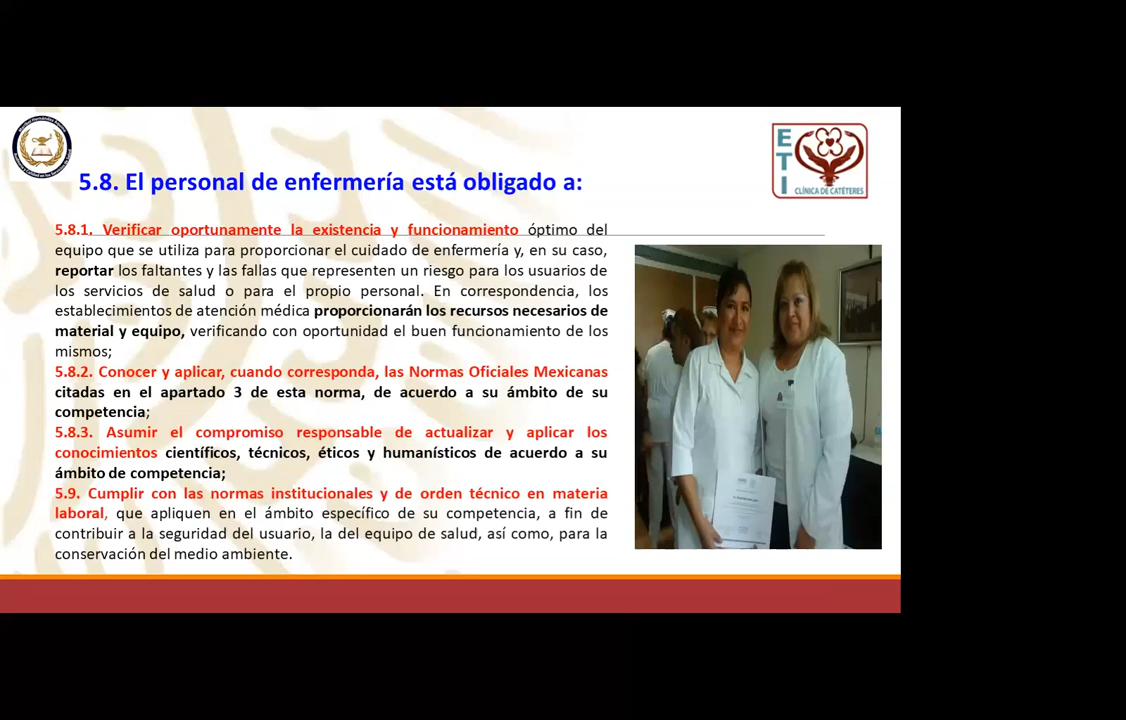 5.8. El personal de enfermería está obligado a:
E
T
I
CLÍNICA DE CATÉTERES
5.8.1. Verificar oportunamente la existencia y funcionamiento óptimo del
equipo que se utiliza para proporcionar el cuidado de enfermería y, en su caso,
reportar los faltantes y las fallas que representen un riesgo para los usuarios de
los servicios de salud o para el propio personal. En correspondencia, los
establecimientos de atención médica proporcionarán los recursos necesarios de
material y equipo, verificando con oportunidad el buen funcionamiento de los
mismos;
5.8.2. Conocer y aplicar, cuando corresponda, las Normas Oficiales Mexicanas
citadas en el apartado 3 de esta norma, de acuerdo a su ámbito de su
competencia;
5.8.3. Asumir el compromiso responsable de actualizar y aplicar los
conocimientos científicos, técnicos, éticos y humanísticos de acuerdo a su
ámbito de competencia;
5.9. Cumplir con las normas institucionales y de orden técnico en materia
laboral, que apliquen en el ámbito específico de su competencia, a fin de
contribuir a la seguridad del usuario, la del equipo de salud, así como, para la
conservación del medio ambiente.